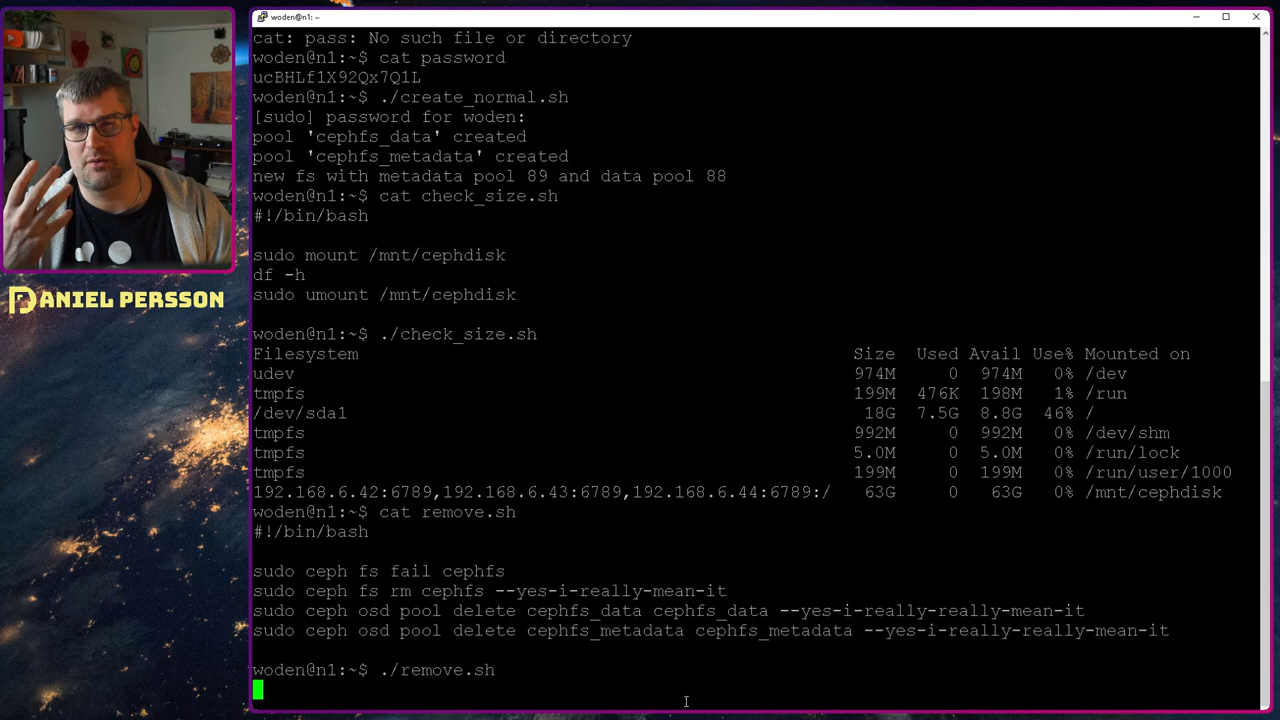 woden@n1: ~
cat: pass: No such file or directory
woden@n1:~$ cat password
ucBHLf1X92Qx7Q1L
woden@n1:~$ ./create_normal.sh
[sudo] password for woden:
pool 'cephfs_data' created
pool 'cephfs_metadata' created
new fs with metadata pool 89 and data pool 88
woden@n1:~$ cat check_size.sh
#!/bin/bash
sudo mount /mnt/cephdisk
df -h
sudo umount /mnt/cephdisk
woden@n1:~$ ./check_size.sh
Filesystem Size Used Avail Use% Mounted on
udev 974M 0 974M 0% /dev
tmpfs 199M 476K 198M 1% /run
/dev/sda1 18G 7.5G 8.8G 46% /
tmpfs 992M 0 992M 0% /dev/shm
tmpfs 5.0M 0 5.0M 0% /run/lock
tmpfs 199M 0 199M 0% /run/user/1000
192.168.6.42:6789,192.168.6.43:6789,192.168.6.44:6789:/ 63G 0 63G 0% /mnt/cephdisk
woden@n1:~$ cat remove.sh
#!/bin/bash
sudo ceph fs fail cephfs
sudo ceph fs rm cephfs --yes-i-really-mean-it
sudo ceph osd pool delete cephfs_data cephfs_data --yes-i-really-really-mean-it
sudo ceph osd pool delete cephfs_metadata cephfs_metadata --yes-i-really-really-mean-it
woden@n1:~$ ./remove.sh
DANIEL PERSSON